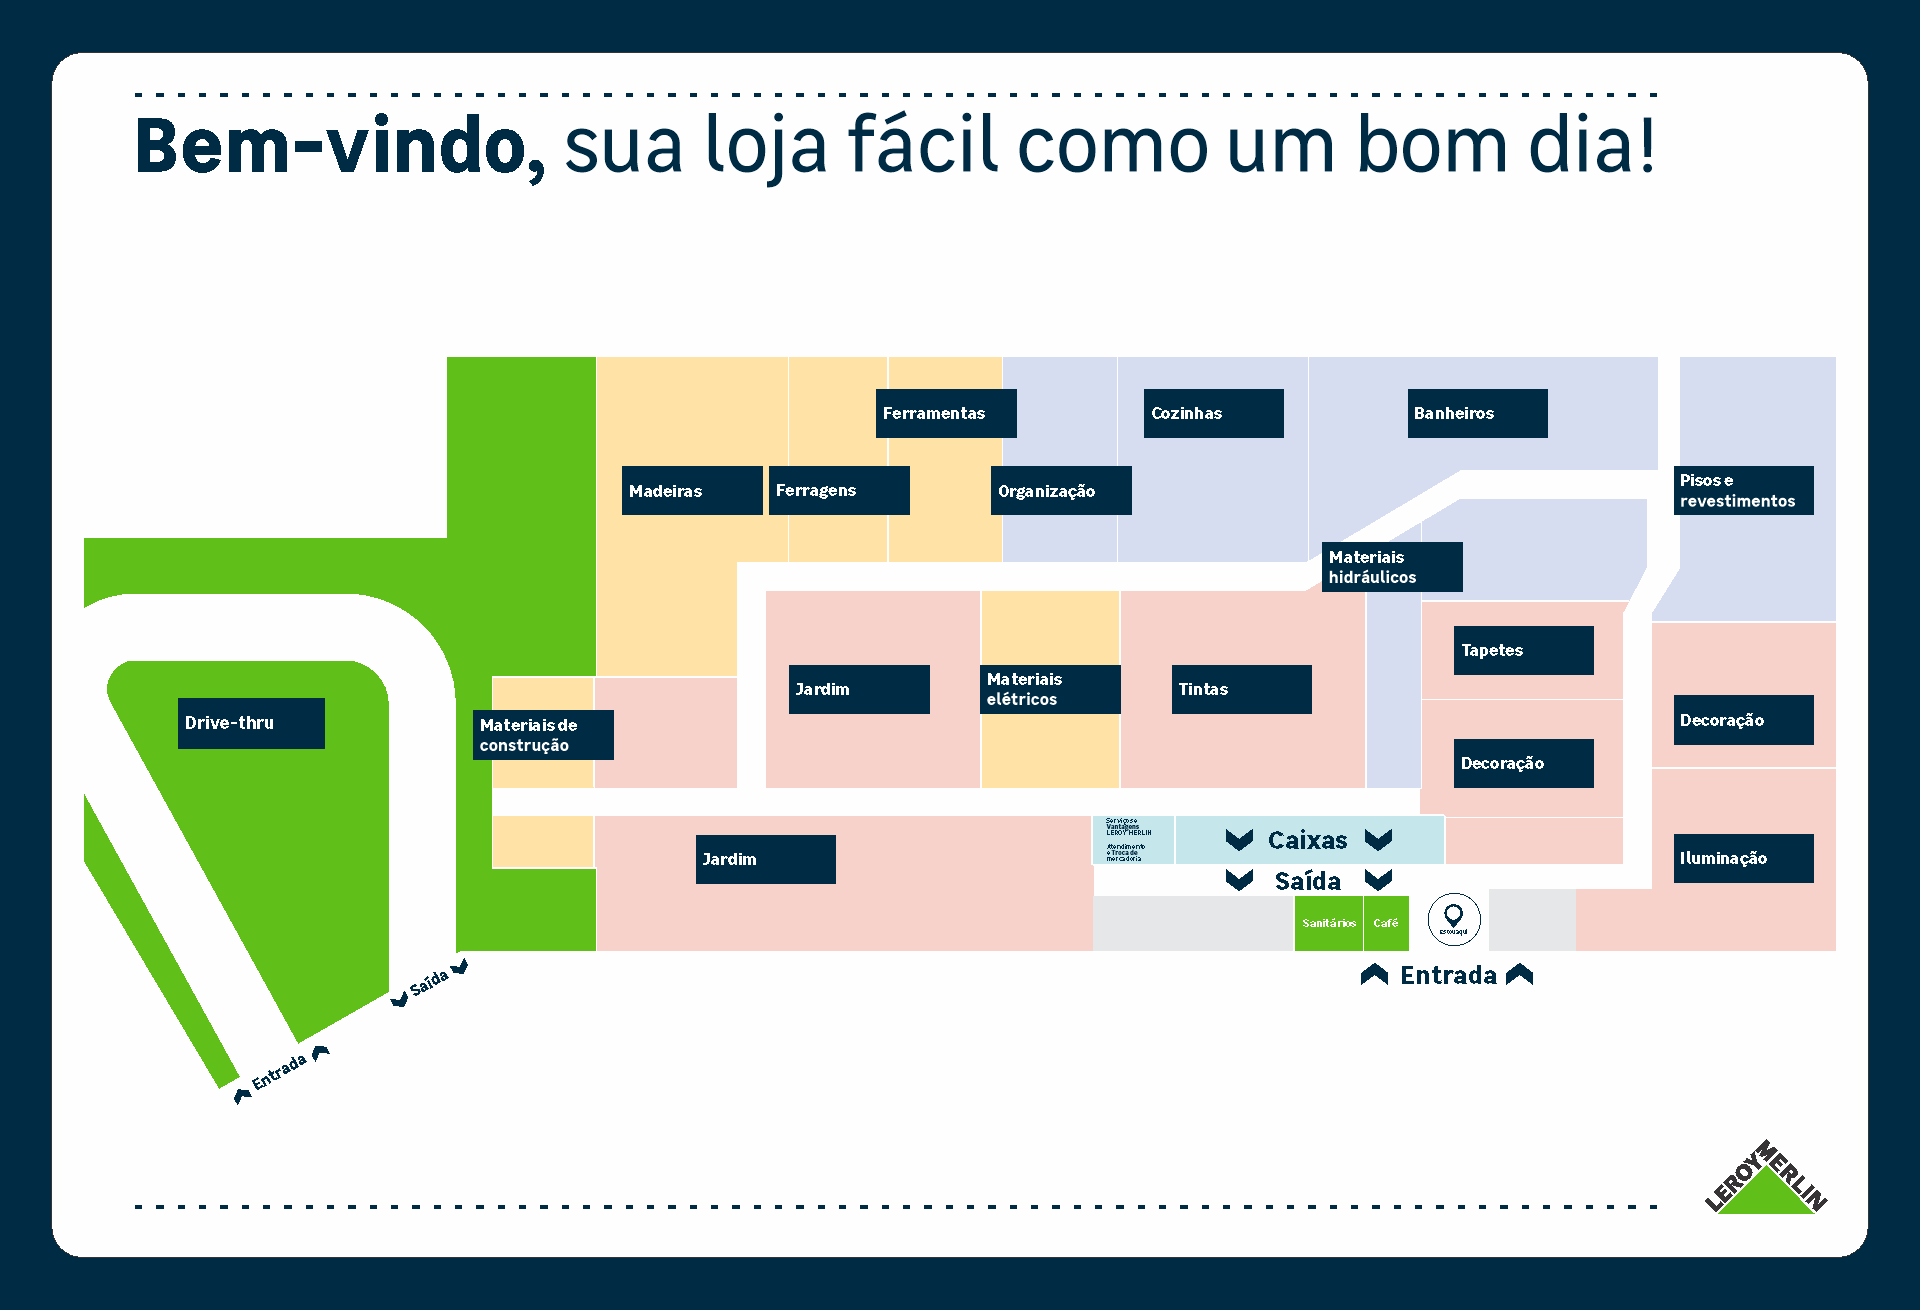 Bem-vindo, sua loja fácil como um bom dia!
Ferramentas
Cozinhas
Banheiros
Madeiras
Ferragens
Organização
Pisos e
revestimentos
Materiais
hidráulicos
Tapetes
Jardim
Materiais
elétricos
Tintas
Decoração
Drive-thru
Materiais de
construção
Decoração
Jardim
Serviços e
Vantagens
LEROY MERLIN
Atendimento
e Troca de
mercadoria
Caixas
Iluminação
Saída
Sanitários
Café
Estou aqui
Entrada
Saída
Entrada
LEROY MERLIN